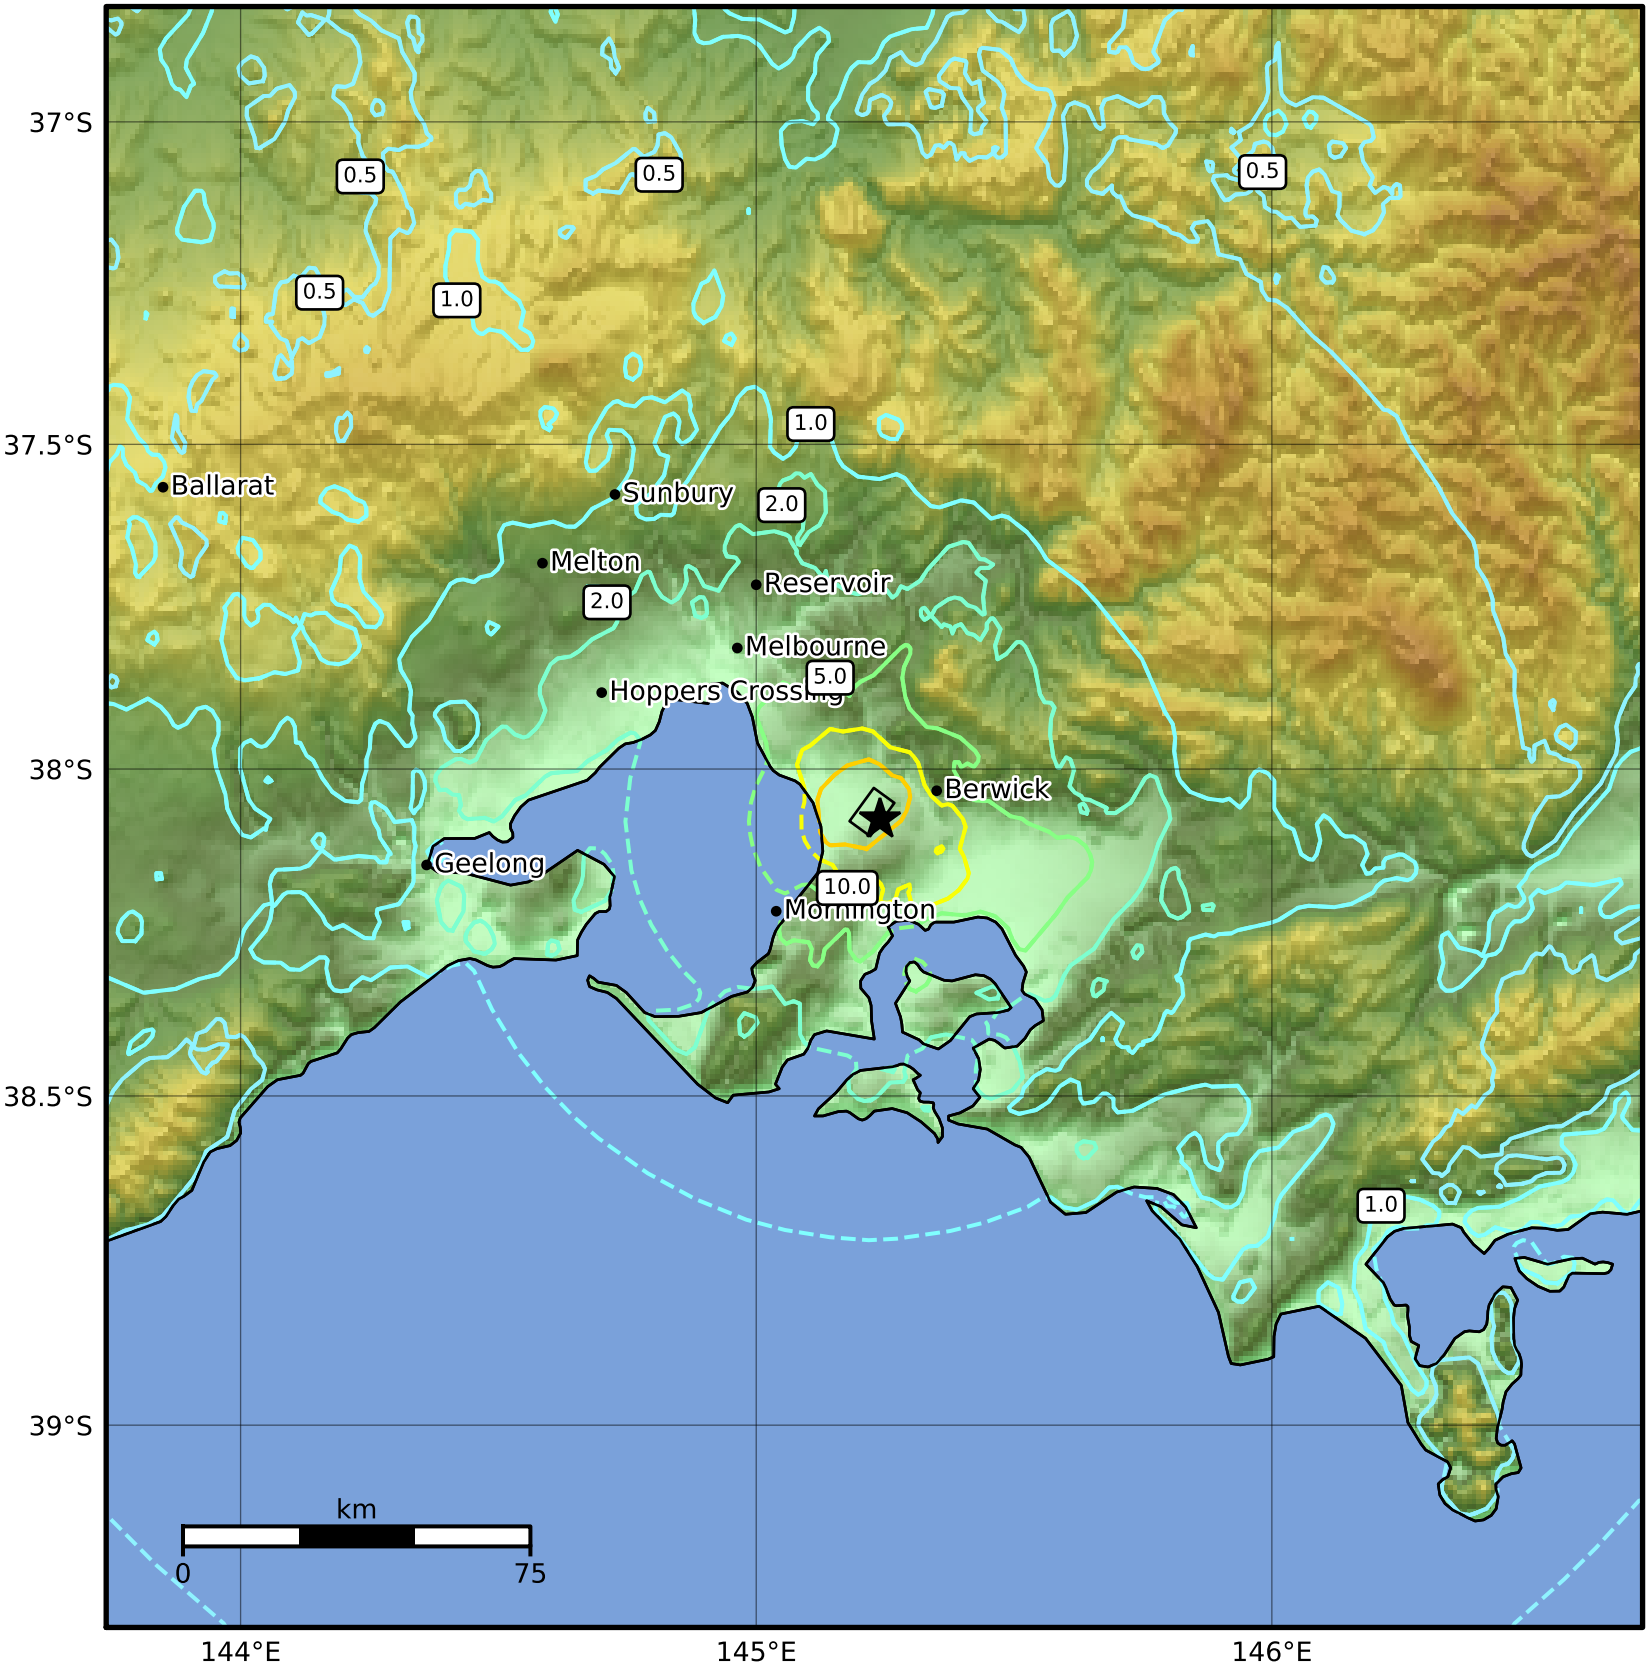 37°S
0.5
0.5
0.5
0.5
1.0
37.5°S
1.0
Ballarat
Sunbury
2.0
Melton
Reservoir
2.0
Melbourne
5.0
Hoppers Crossing
38°S
Berwick
Geelong
10.0
Mornington
38.5°S
1.0
39°S
km
0 75
144°E 145°E 146°E